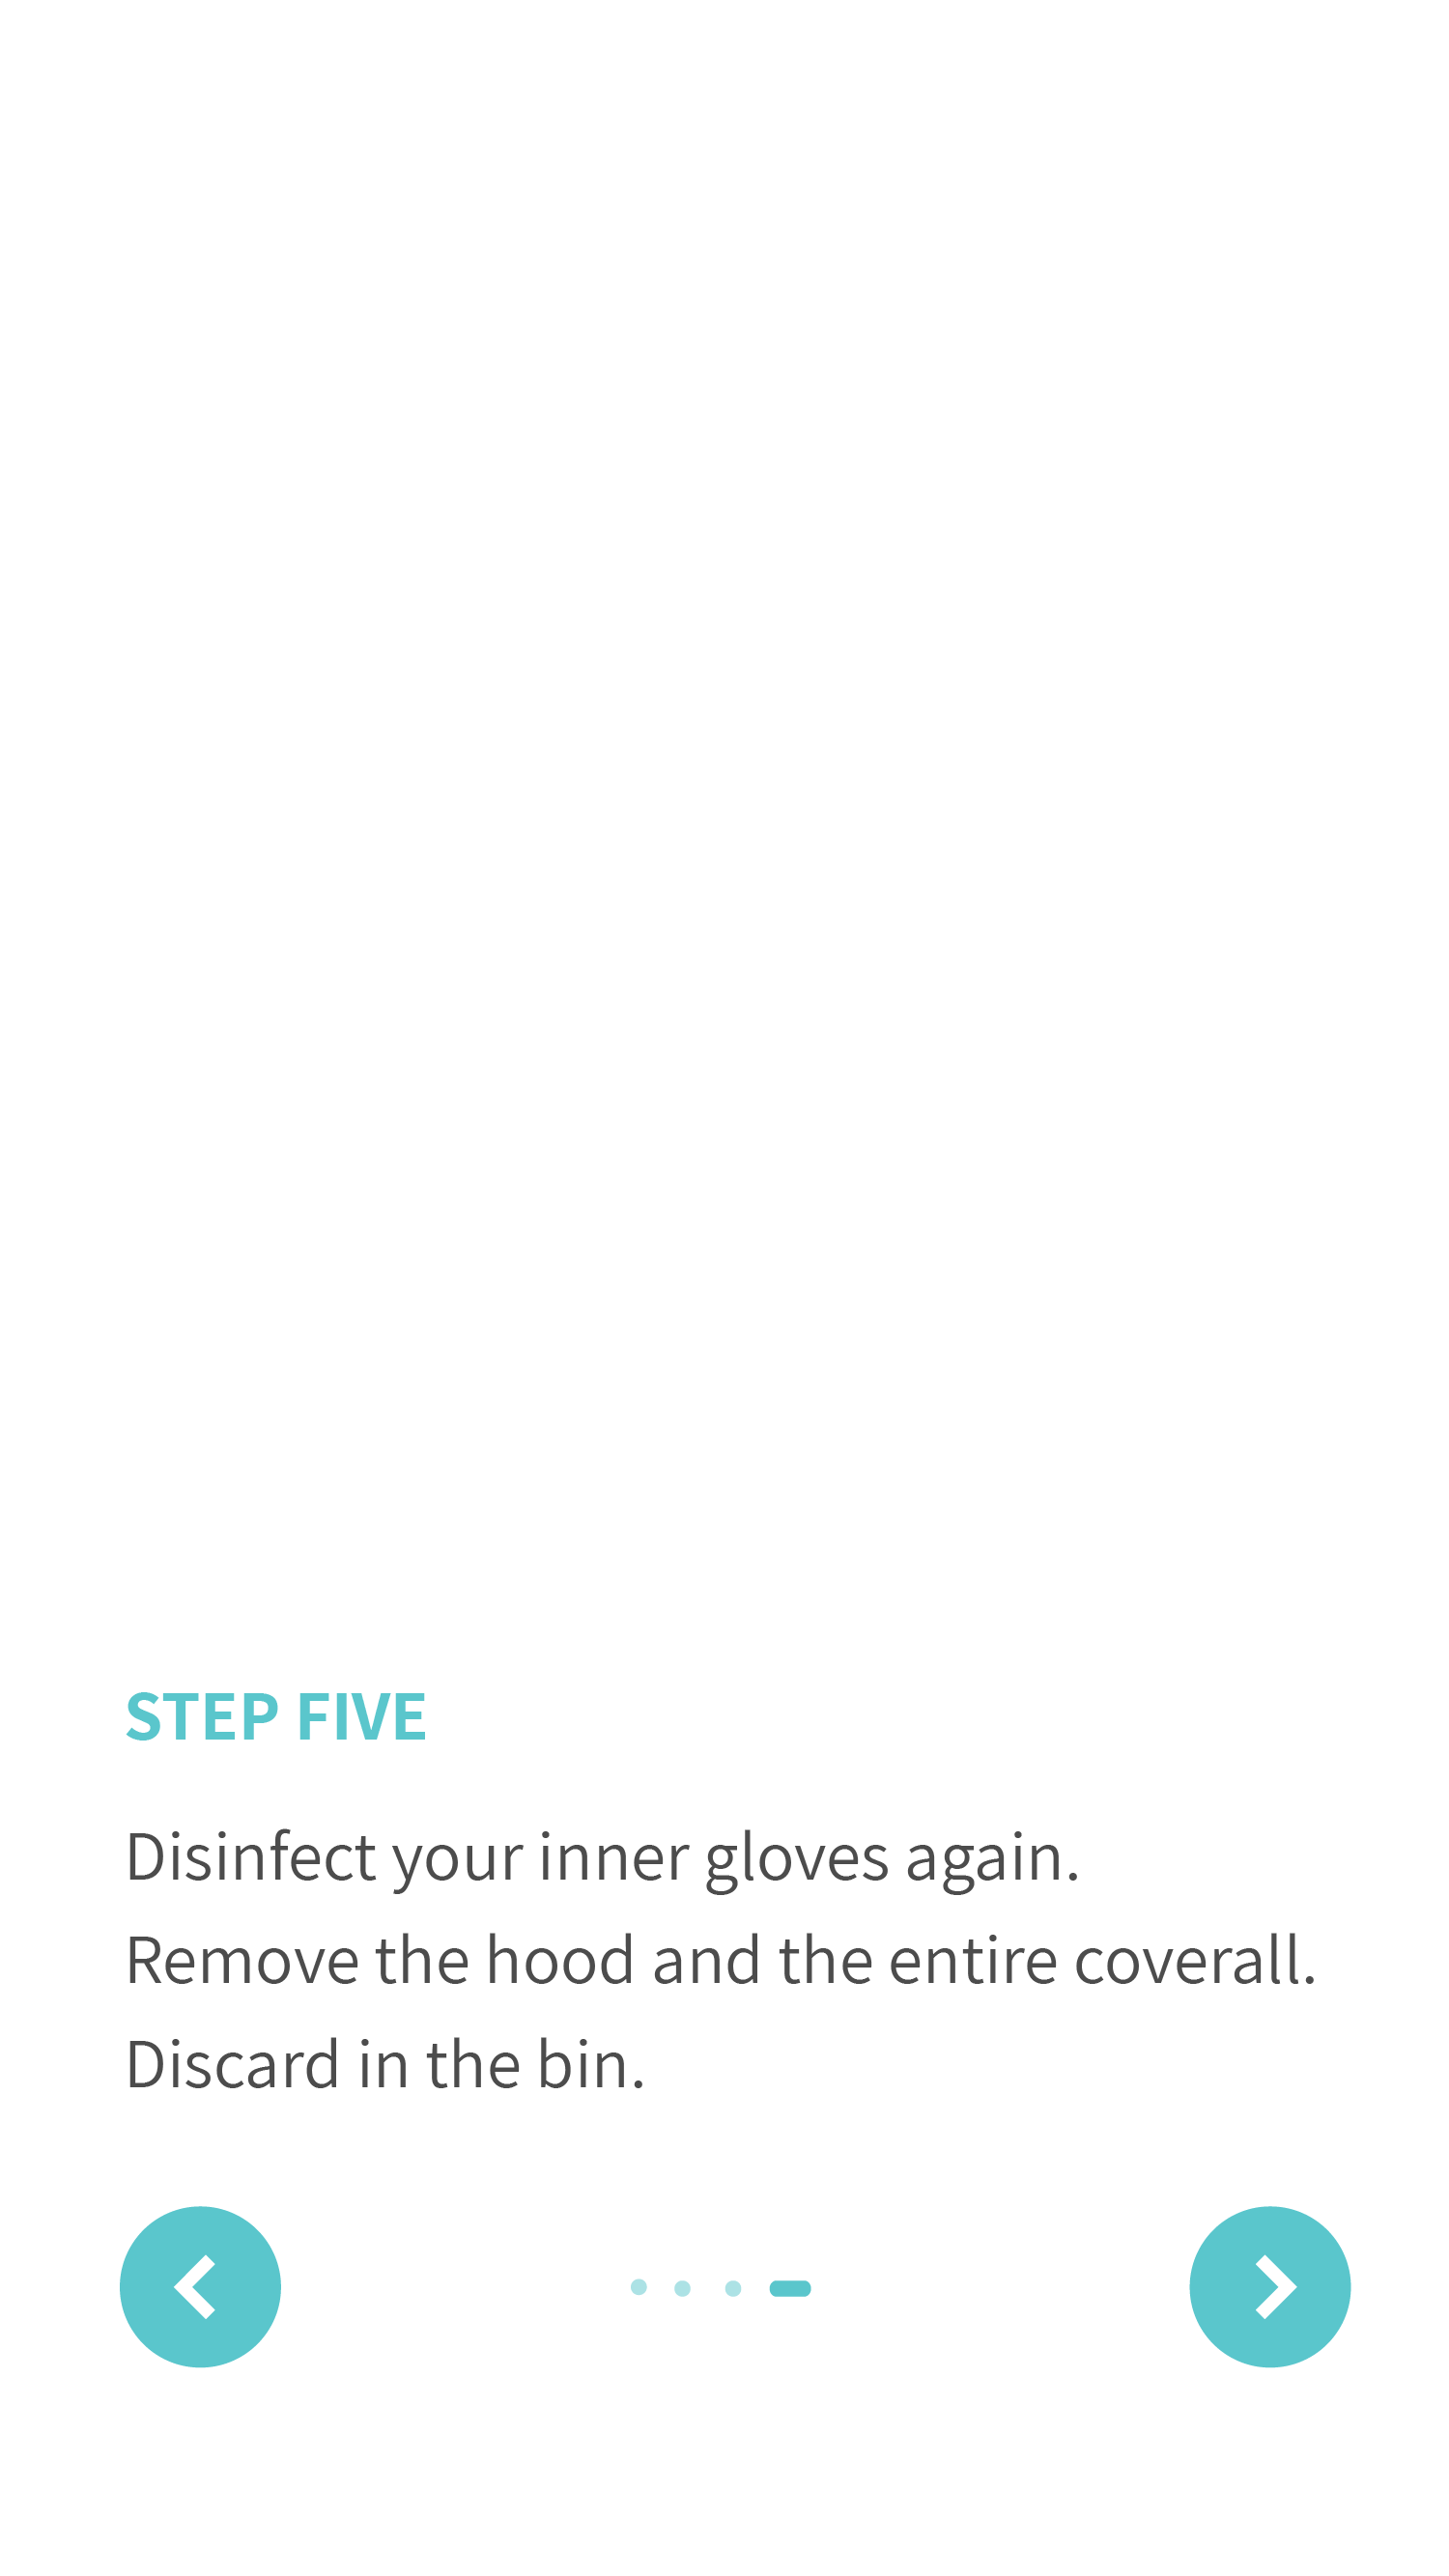 STEP FIVE
Disinfect your inner gloves again.
Remove the hood and the entire coverall.
Discard in the bin.